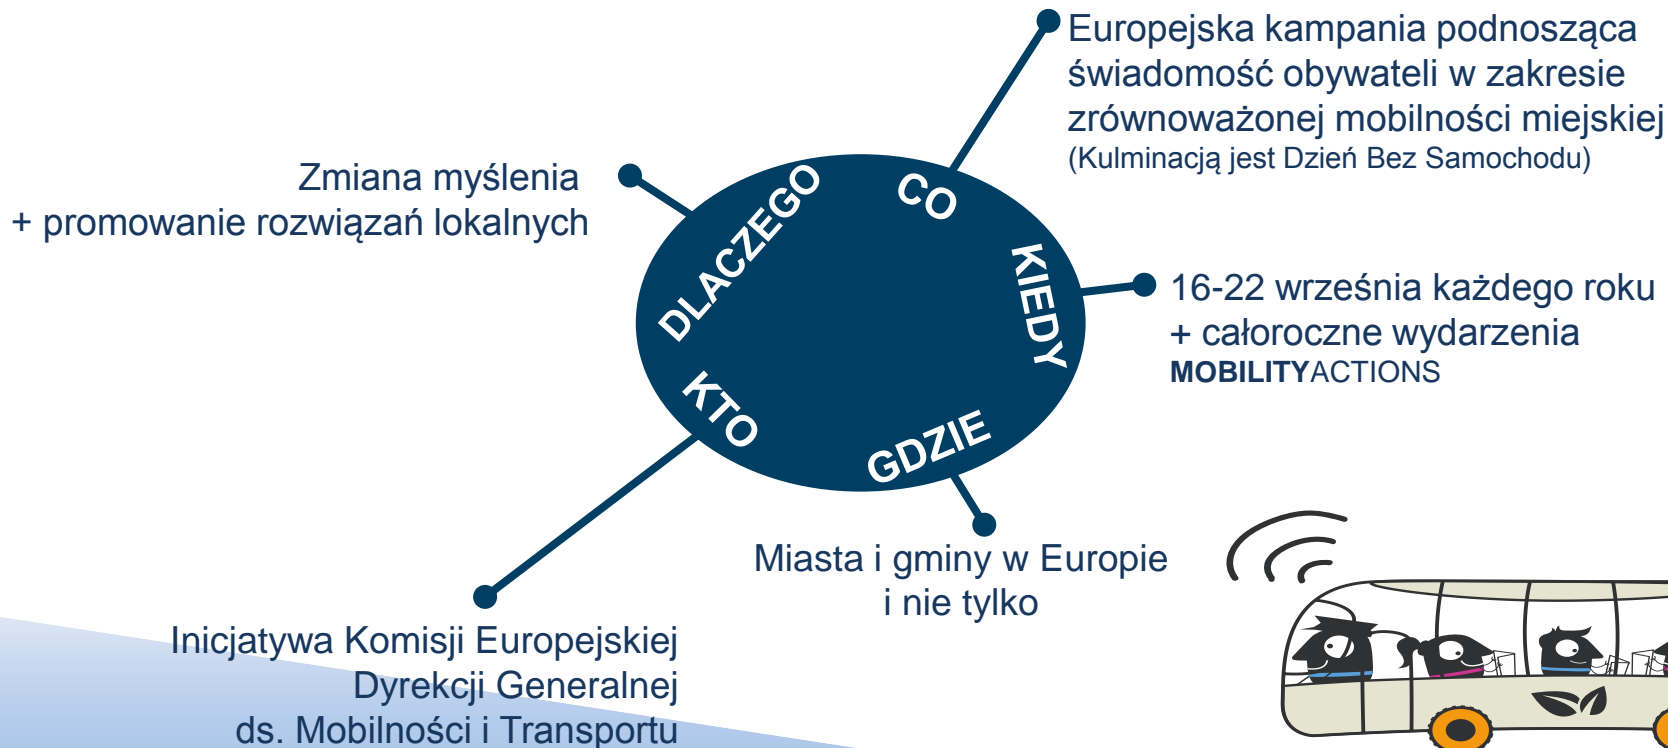 Europejska kampania podnosząca
świadomość obywateli w zakresie
zrównoważonej mobilności miejskiej
(Kulminacją jest Dzień Bez Samochodu)
Zmiana myślenia
+ promowanie rozwiązań lokalnych
DLACZEGO
CO
KIEDY
16-22 września każdego roku
+ całoroczne wydarzenia
MOBILITYACTIONS
KTO
GDZIE
Miasta i gminy w Europie
i nie tylko
Inicjatywa Komisji Europejskiej
Dyrekcji Generalnej
ds. Mobilności i Transportu